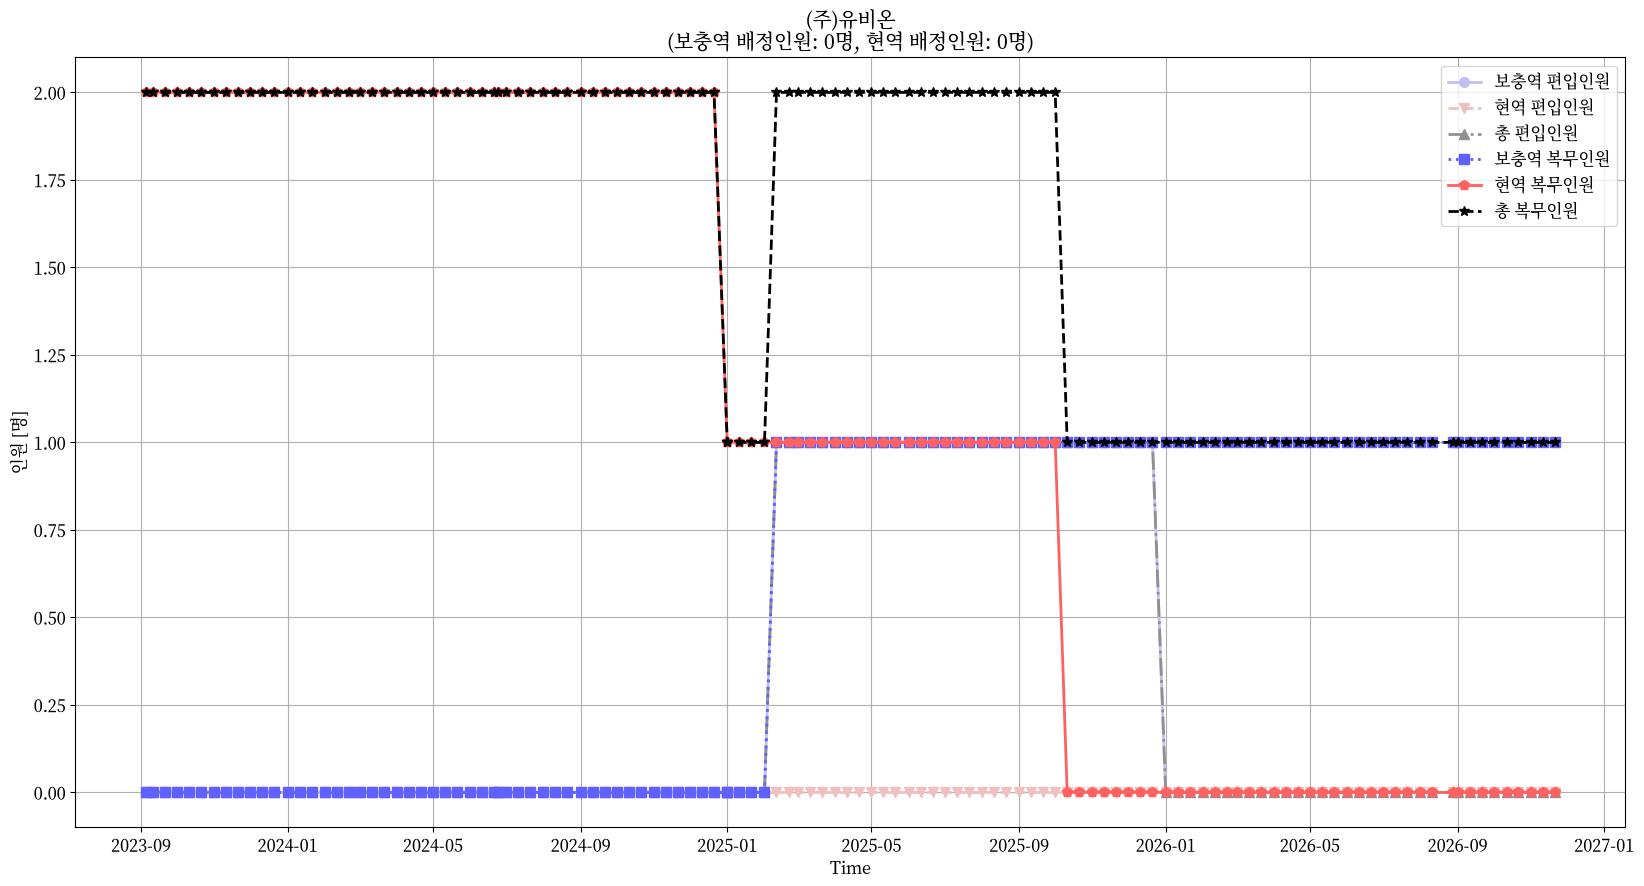 (주)유비온
(보충역 배정인원: 0명, 현역 배정인원: 0명)
보충역 편입인원
현역 편입인원
총 편입인원
보충역 복무인원
현역 복무인원
총 복무인원
인원 [명]
2.00
1.75
1.50
1.25
1.00
0.75
0.50
0.25
0.00
2023-09
2024-01
2024-05
2024-09
2025-01
2025-05
2025-09
2026-01
2026-05
2026-09
2027-01
Time